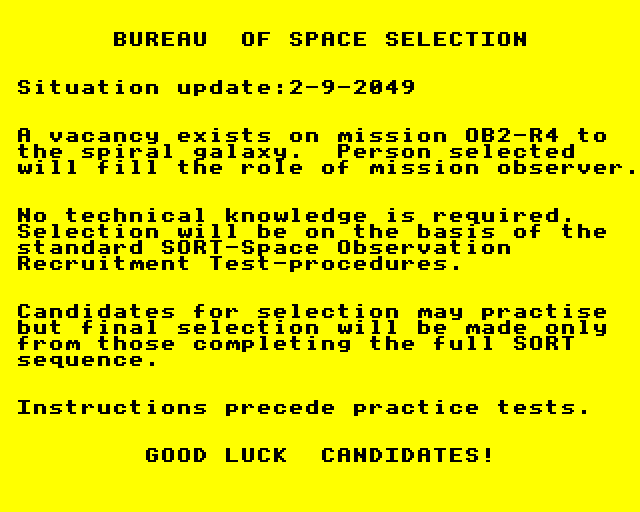 BUREAU  OF SPACE SELECTION
Situation update:2-9-2049
A vacancy exists on mission OB2-R4 to
the spiral galaxy.  Person selected
will fill the role of mission observer.
No technical knowledge is required.
Selection will be on the basis of the
standard SORT-Space Observation
Recruitment Test-procedures.
Candidates for selection may practise
but final selection will be made only
from those completing the full SORT
sequence.
Instructions precede practice tests.
GOOD LUCK  CANDIDATES!